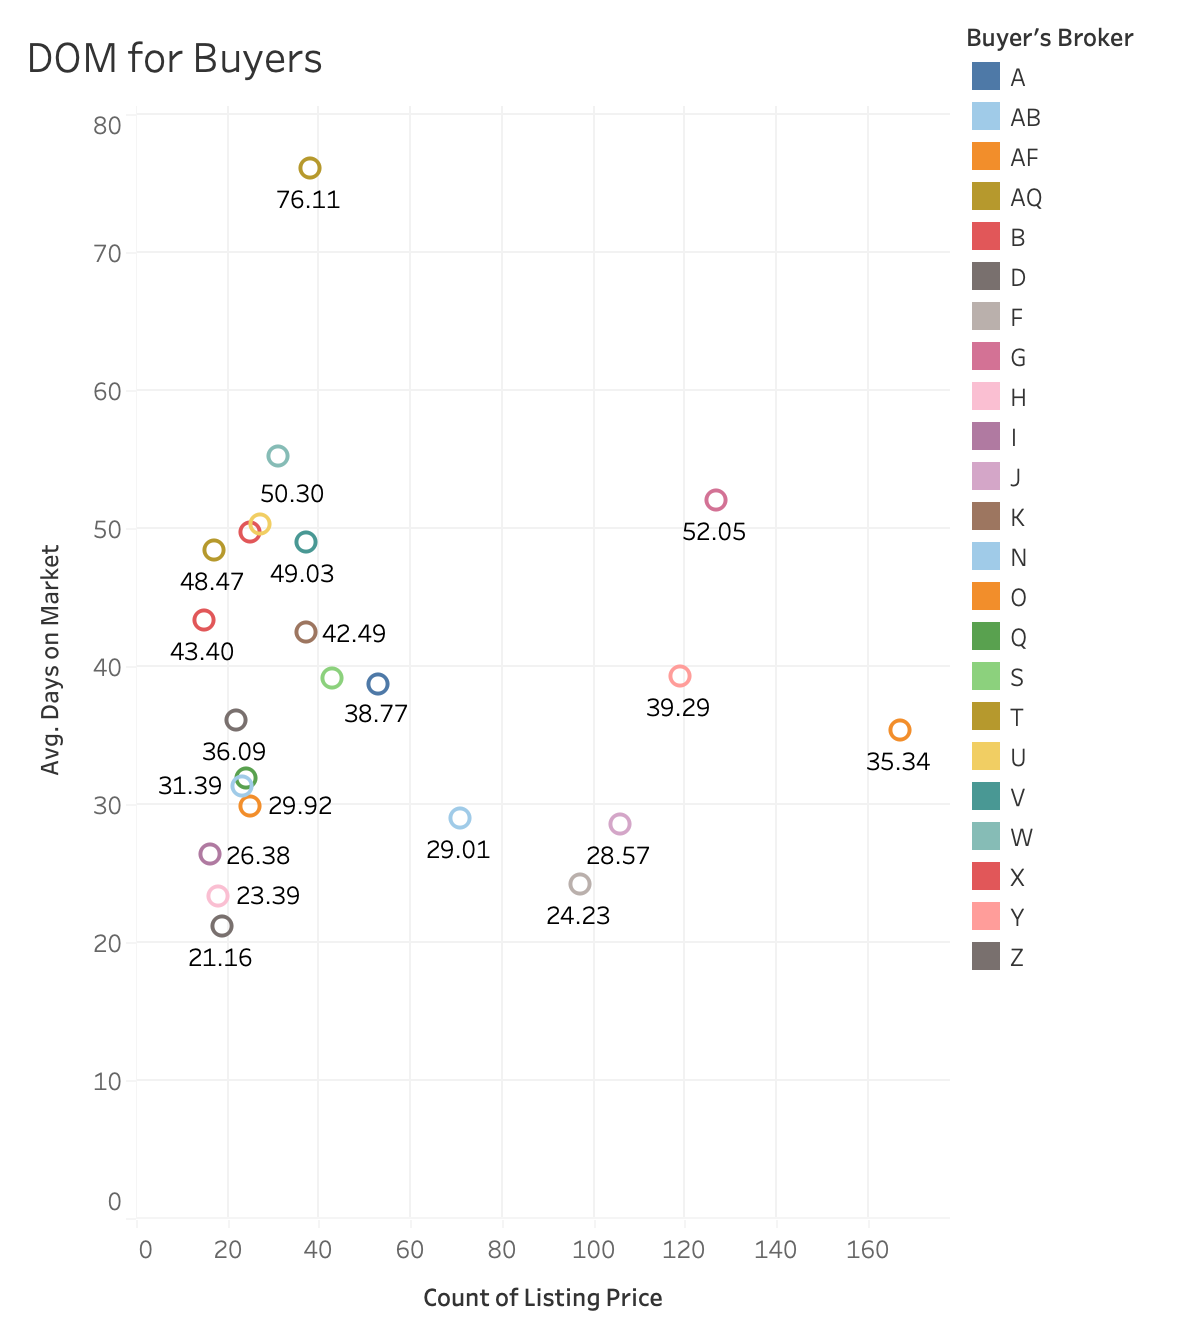 DOM for Buyers
Buyer's Broker
A
AB
AF
AQ
B
D
F
G
H
I
J
K
N
O
Q
S
T
U
V
W
X
Y
Z
Avg. Days on Market
80
70
60
50
40
30
20
10
0
76.11
50.30
52.05
48.47
49.03
43.40
42.49
38.77
39.29
36.09
35.34
31.39
29.92
29.01
28.57
26.38
23.39
24.23
21.16
0
20
40
60
80
100
120
140
160
Count of Listing Price